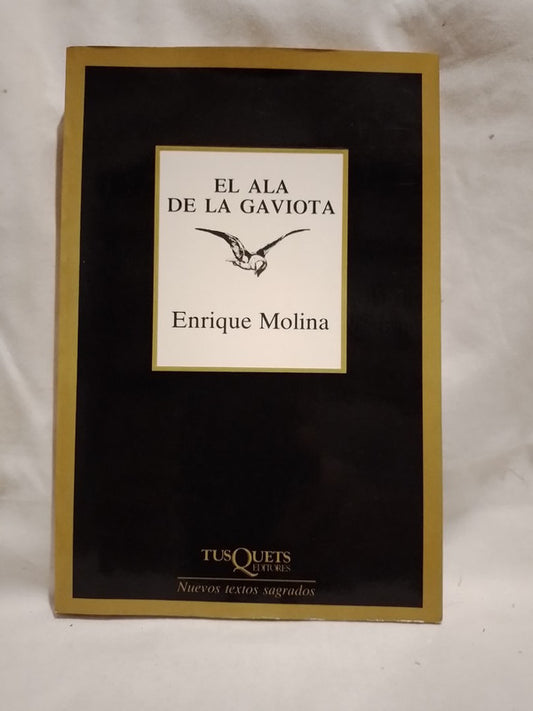 EL ALA
DE LA GAVIOTA
Enrique Molina
TUSQUETS
EDITORES
Nuevos textos sagrados